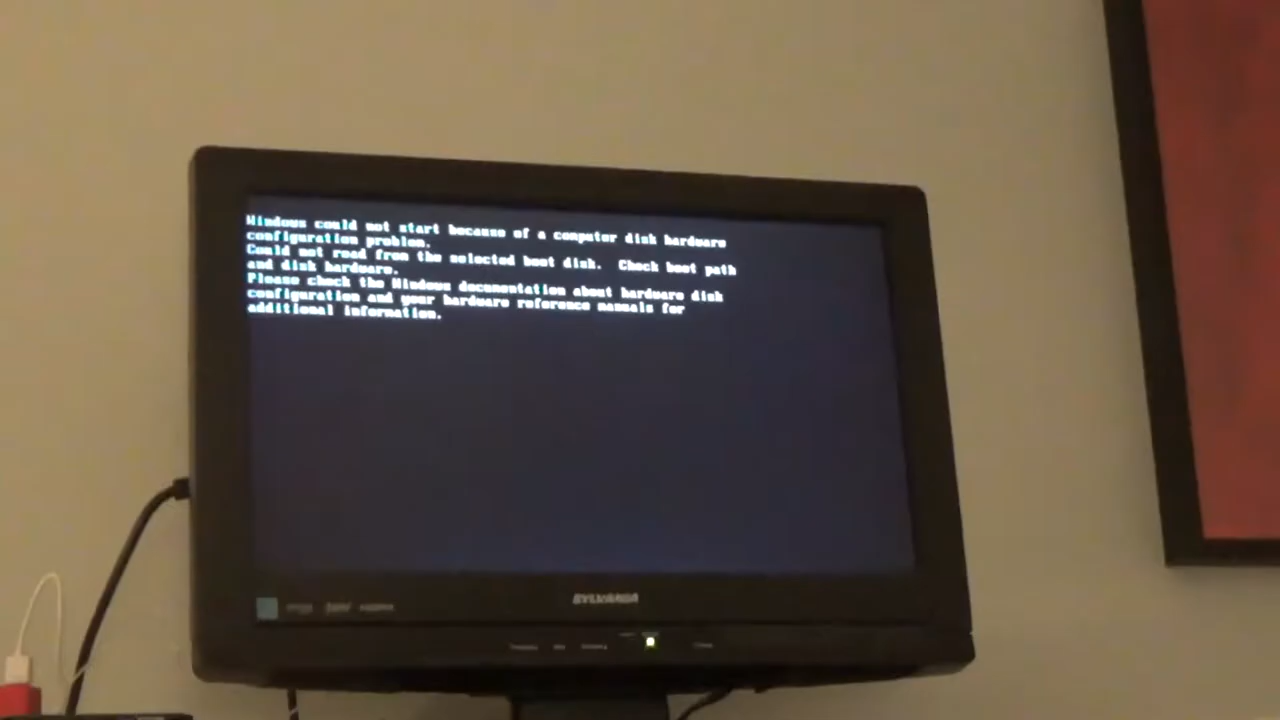 Windows could not start because of a computer disk hardware
configuration problem.
Could not read from the selected boot disk.  Check boot path
and disk hardware.
Please check the Windows documentation about hardware disk
configuration and your hardware reference manuals for
additional information.
SYLVANIA